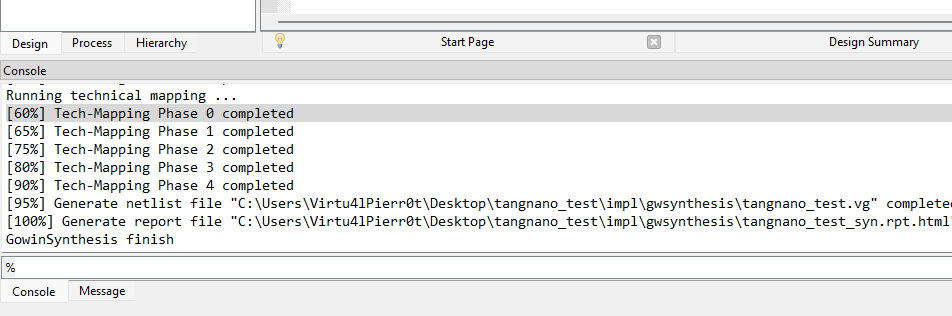 Design Process Hierarchy Start Page Design Summary
Console
Running technical mapping ...
[60%] Tech-Mapping Phase 0 completed
[65%] Tech-Mapping Phase 1 completed
[75%] Tech-Mapping Phase 2 completed
[80%] Tech-Mapping Phase 3 completed
[90%] Tech-Mapping Phase 4 completed
[95%] Generate netlist file "C:\Users\Virtu4lPierr0t\Desktop\tangnano_test\impl\gwsynthesis\tangnano_test.vg" completed
[100%] Generate report file "C:\Users\Virtu4lPierr0t\Desktop\tangnano_test\impl\gwsynthesis\tangnano_test_syn.rpt.html"
GowinSynthesis finish
%
Console Message